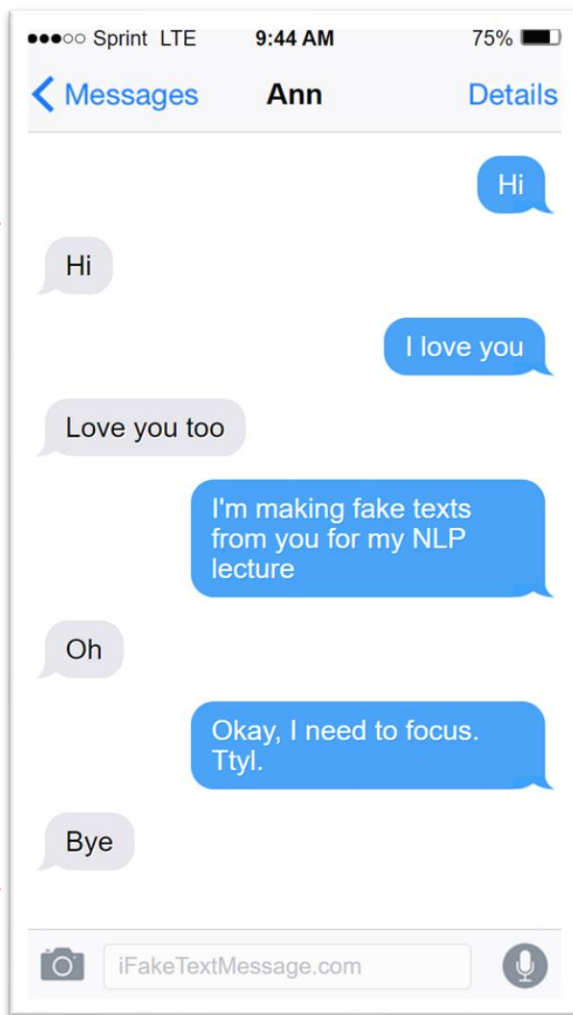 Sprint LTE 9:44 AM 75%
Messages Ann Details
Hi
Hi
I love you
Love you too
I'm making fake texts
from you for my NLP
lecture
Oh
Okay, I need to focus.
Ttyl.
Bye
iFakeTextMessage.com